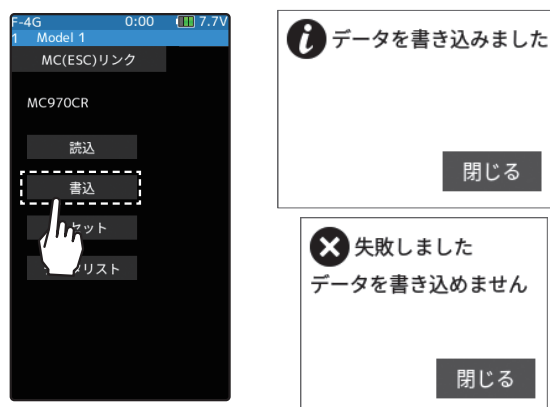 F-4G 0:00 7.7V
1 Model 1
MC(ESC)リンク
MC970CR
読込
書込
セット
リスト
データを書き込みました
閉じる
失敗しました
データを書き込めません
閉じる